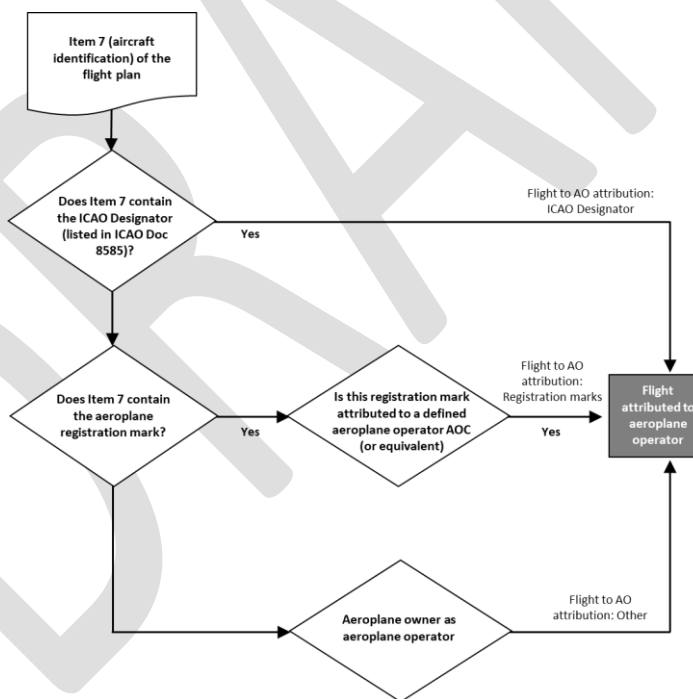 Item 7 (aircraft
identification) of the
flight plan
Does Item 7 contain
the ICAO Designator
(listed in ICAO Doc
8585)?
Yes
Flight to AO attribution:
ICAO Designator
Does Item 7 contain
the aeroplane
registration mark?
Yes
Is this registration mark
attributed to a defined
aeroplane operator AOC
(or equivalent)
Flight to AO
attribution:
Registration marks
Yes
Flight
attributed to
aeroplane
operator
Aeroplane owner as
aeroplane operator
Flight to AO
attribution: Other